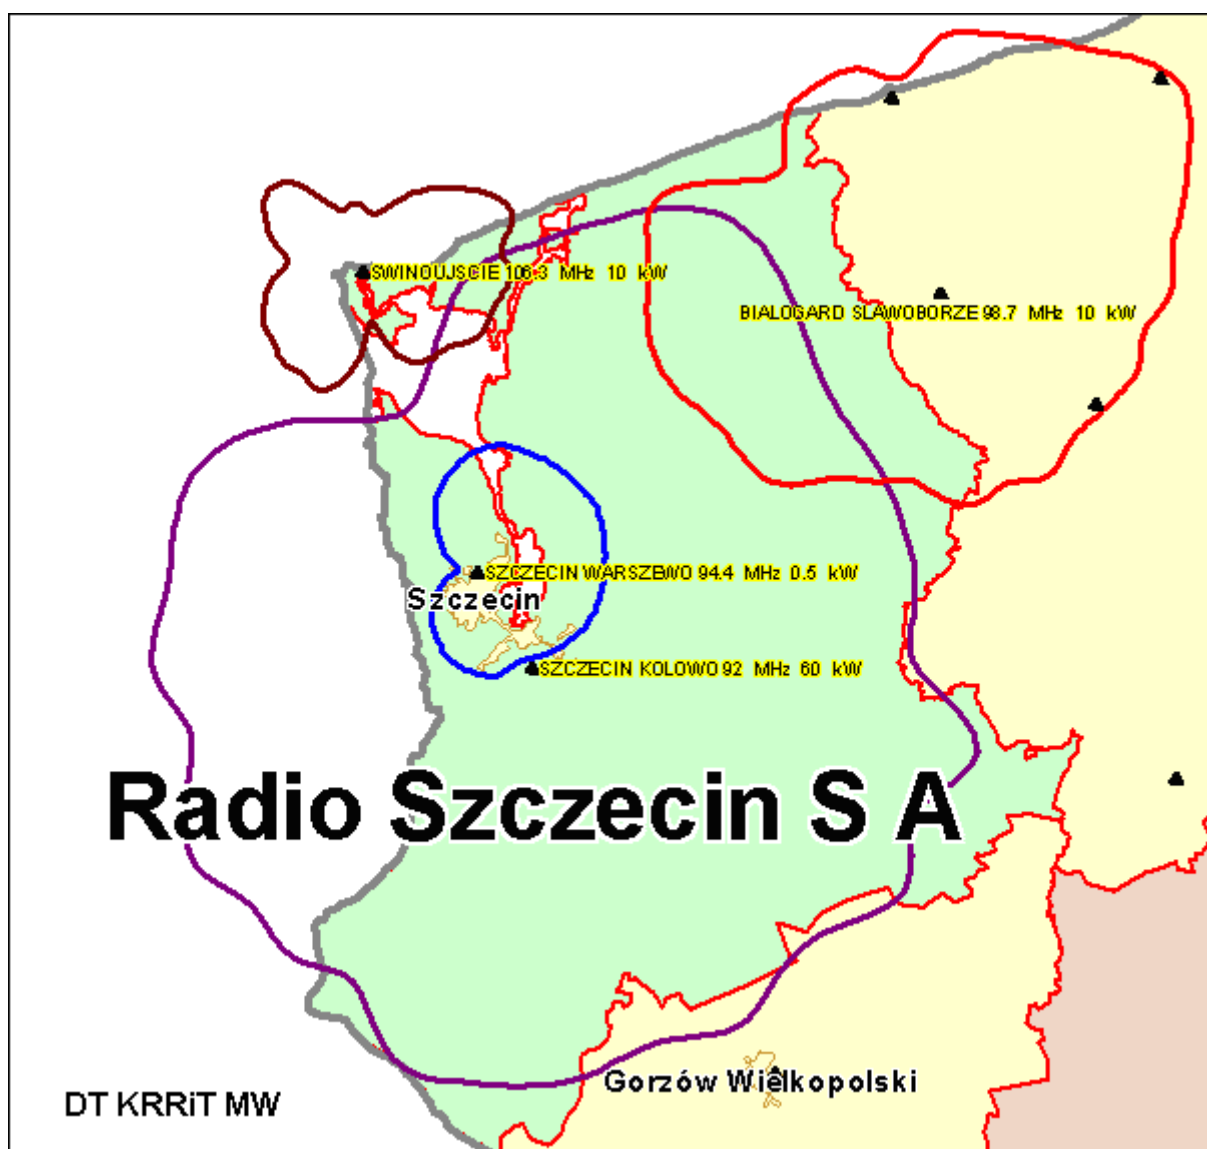 SWINOUJSCIE 106.3 MHz 10 kW
BIALOGARD SLAWOBORZE 98.7 MHz 10 kW
SZCZECIN WARSZEWO 94.4 MHz 0.5 kW
Szczecin
SZCZECIN KOLOWO 92 MHz 60 kW
Radio Szczecin S A
Gorzów Wielkopolski
DT KRRiT MW